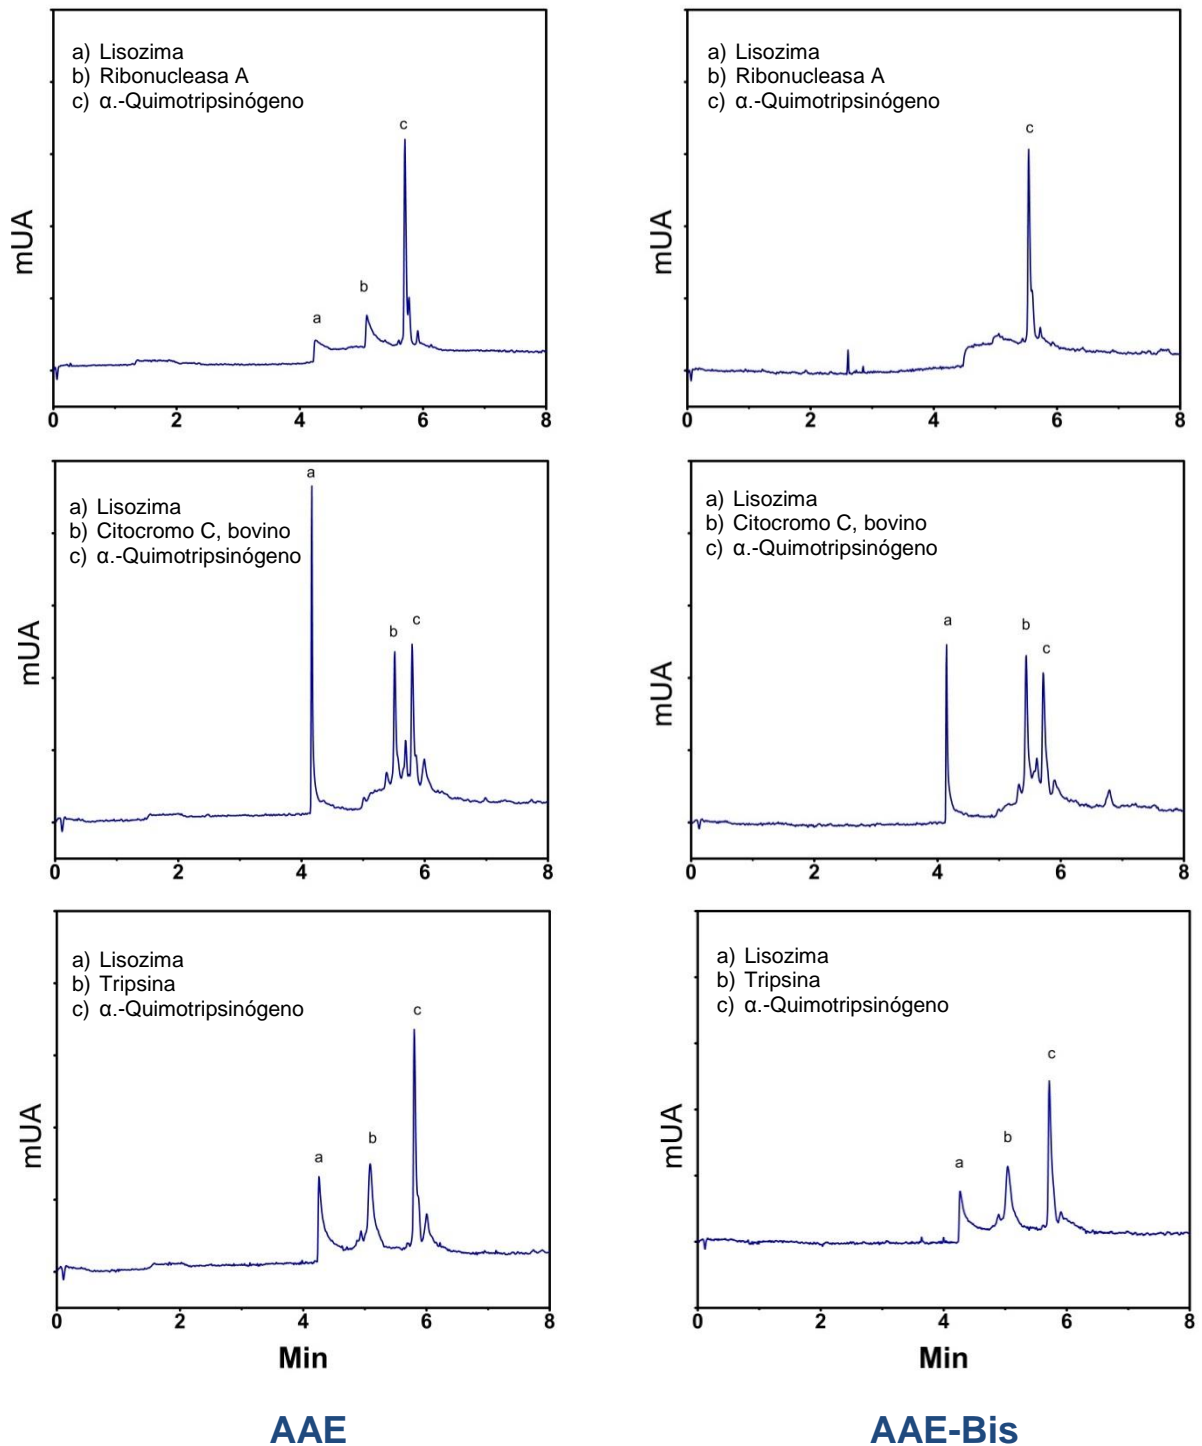 a) Lisozima
b) Ribonucleasa A
c) α.-Quimotripsinógeno
a
b
c
mUA
0 2 4 6 8
a) Lisozima
b) Ribonucleasa A
c) α.-Quimotripsinógeno
c
mUA
0 2 4 6 8
a) Lisozima
b) Citocromo C, bovino
c) α.-Quimotripsinógeno
a
b
c
mUA
0 2 4 6 8
a) Lisozima
b) Citocromo C, bovino
c) α.-Quimotripsinógeno
a
b
c
mUA
0 2 4 6 8
a) Lisozima
b) Tripsina
c) α.-Quimotripsinógeno
a
b
c
mUA
0 2 4 6 8
Min
a) Lisozima
b) Tripsina
c) α.-Quimotripsinógeno
a
b
c
mUA
0 2 4 6 8
Min
AAE
AAE-Bis